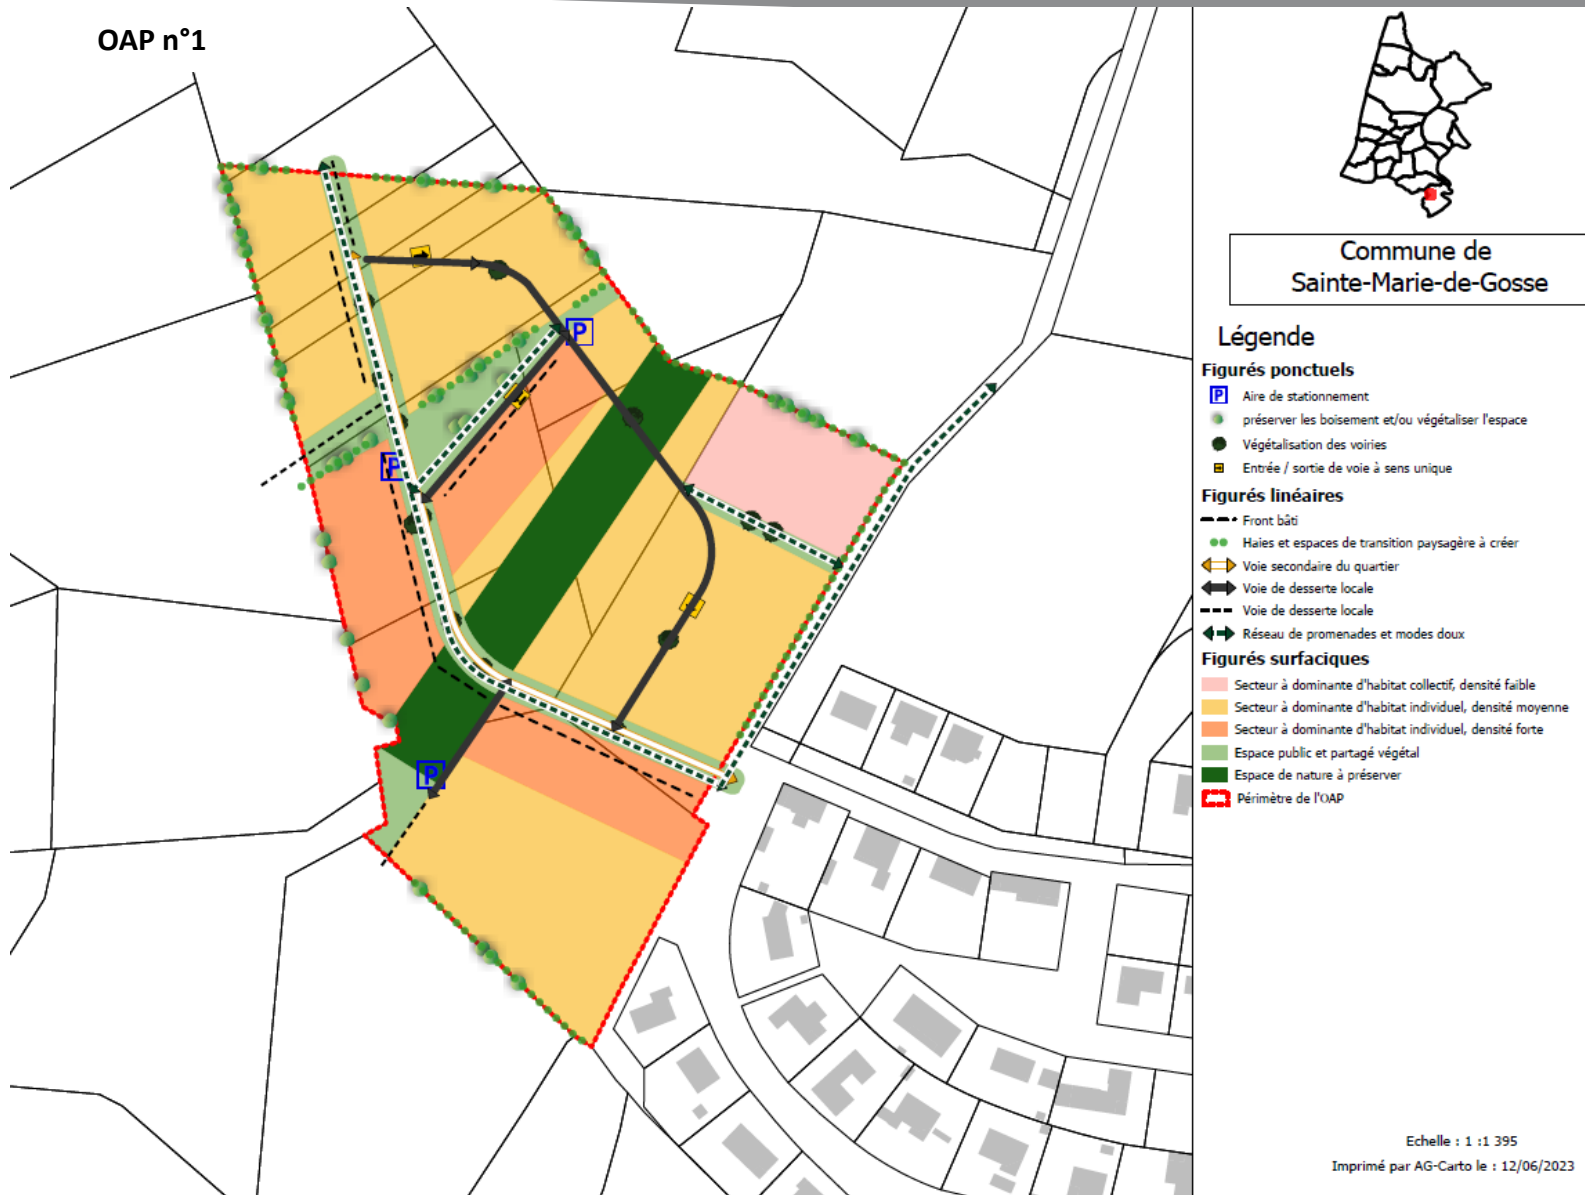 OAP n°1
P
P
P
Commune de
Sainte-Marie-de-Gosse
Légende
Figurés ponctuels
P Aire de stationnement
préserver les boisement et/ou végétaliser l'espace
Végétalisation des voiries
Entrée / sortie de voie à sens unique
Figurés linéaires
Front bâti
Haies et espaces de transition paysagère à créer
Voie secondaire du quartier
Voie de desserte locale
Voie de desserte locale
Réseau de promenades et modes doux
Figurés surfaciques
Secteur à dominante d'habitat collectif, densité faible
Secteur à dominante d'habitat individuel, densité moyenne
Secteur à dominante d'habitat individuel, densité forte
Espace public et partagé végétal
Espace de nature à préserver
Périmètre de l'OAP
Echelle : 1 :1 395
Imprimé par AG-Carto le : 12/06/2023